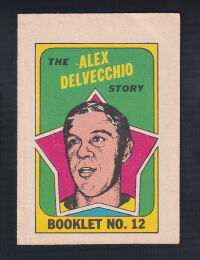 THE ALEX
DELVECCHIO
STORY
BOOKLET NO. 12